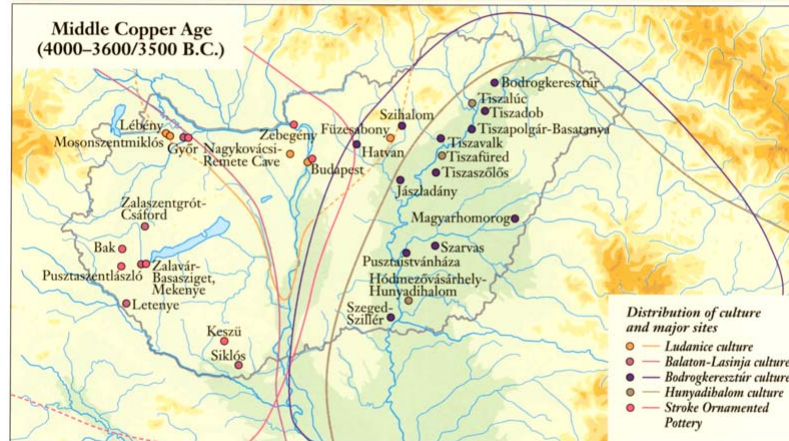 Middle Copper Age
(4000–3600/3500 B.C.)
Bodrogkeresztúr
Tiszalúc
Tiszadob
Szihalom
Lébény
Zebegény
Füzesabony
Tiszapolgár-Basatanya
Mosonszentmiklós
Győr
Nagykovácsi-
Remete Cave
Hatvan
Tiszavalk
Tiszafüred
Budapest
Tiszaszőlős
Jászladány
Zalaszentgrót-
Csáford
Magyarhomorog
Bak
Szarvas
Pusztaistvánháza
Pusztaszentlászló
Zalavár-
Basasziget,
Mekenye
Hódmezővásárhely-
Hunyadihalom
Letenye
Szeged-
Szillér
Keszü
Siklós
Distribution of culture
and major sites
Ludanice culture
Balaton-Lasinja culture
Bodrogkeresztúr culture
Hunyadihalom culture
Stroke Ornamented
Pottery